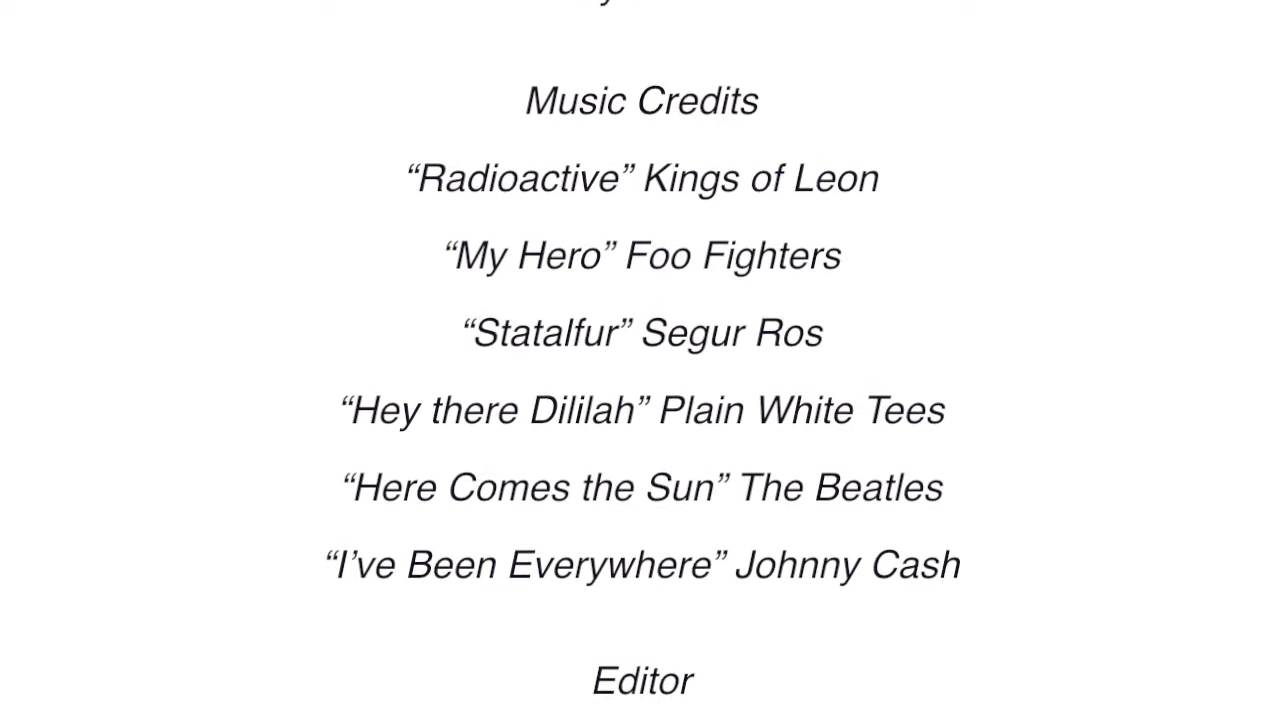 Music Credits
“Radioactive” Kings of Leon
“My Hero” Foo Fighters
“Statalfur” Segur Ros
“Hey there Dililah” Plain White Tees
“Here Comes the Sun” The Beatles
“I’ve Been Everywhere” Johnny Cash
Editor